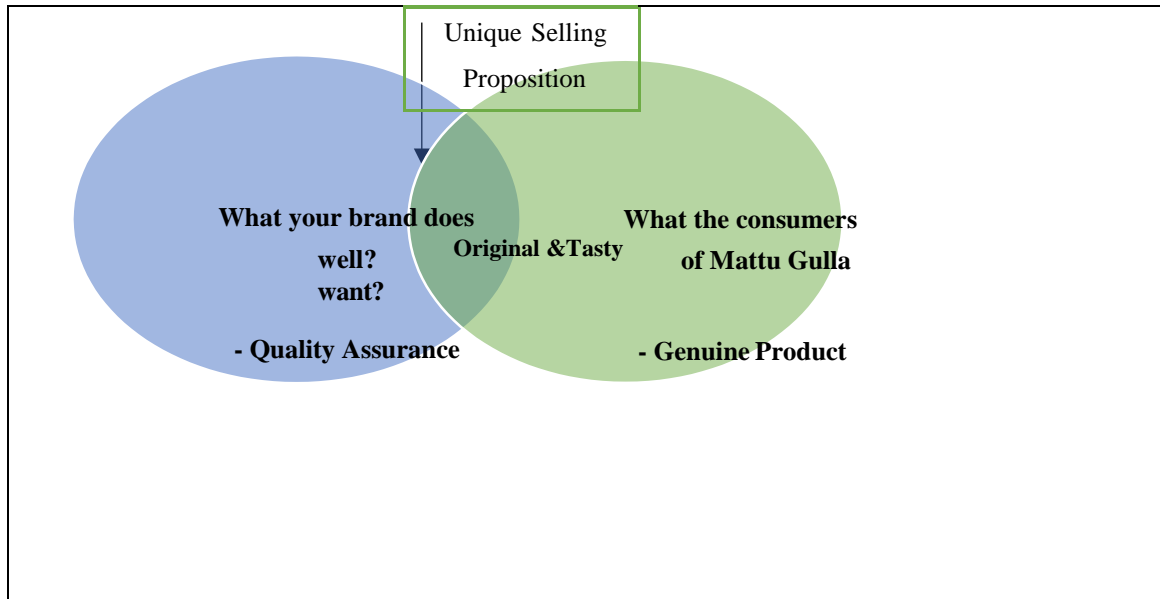 Unique Selling
Proposition
What your brand does
well?
want?
- Quality Assurance
Original &Tasty
What the consumers
of Mattu Gulla
- Genuine Product